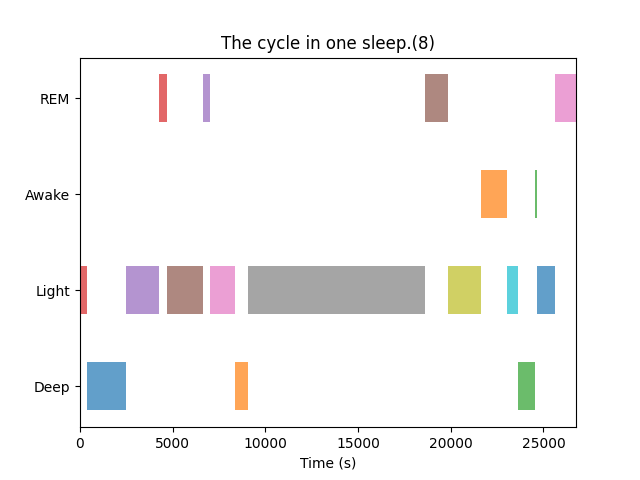 The cycle in one sleep.(8)
REM
Awake
Light
Deep
0 5000 10000 15000 20000 25000
Time (s)